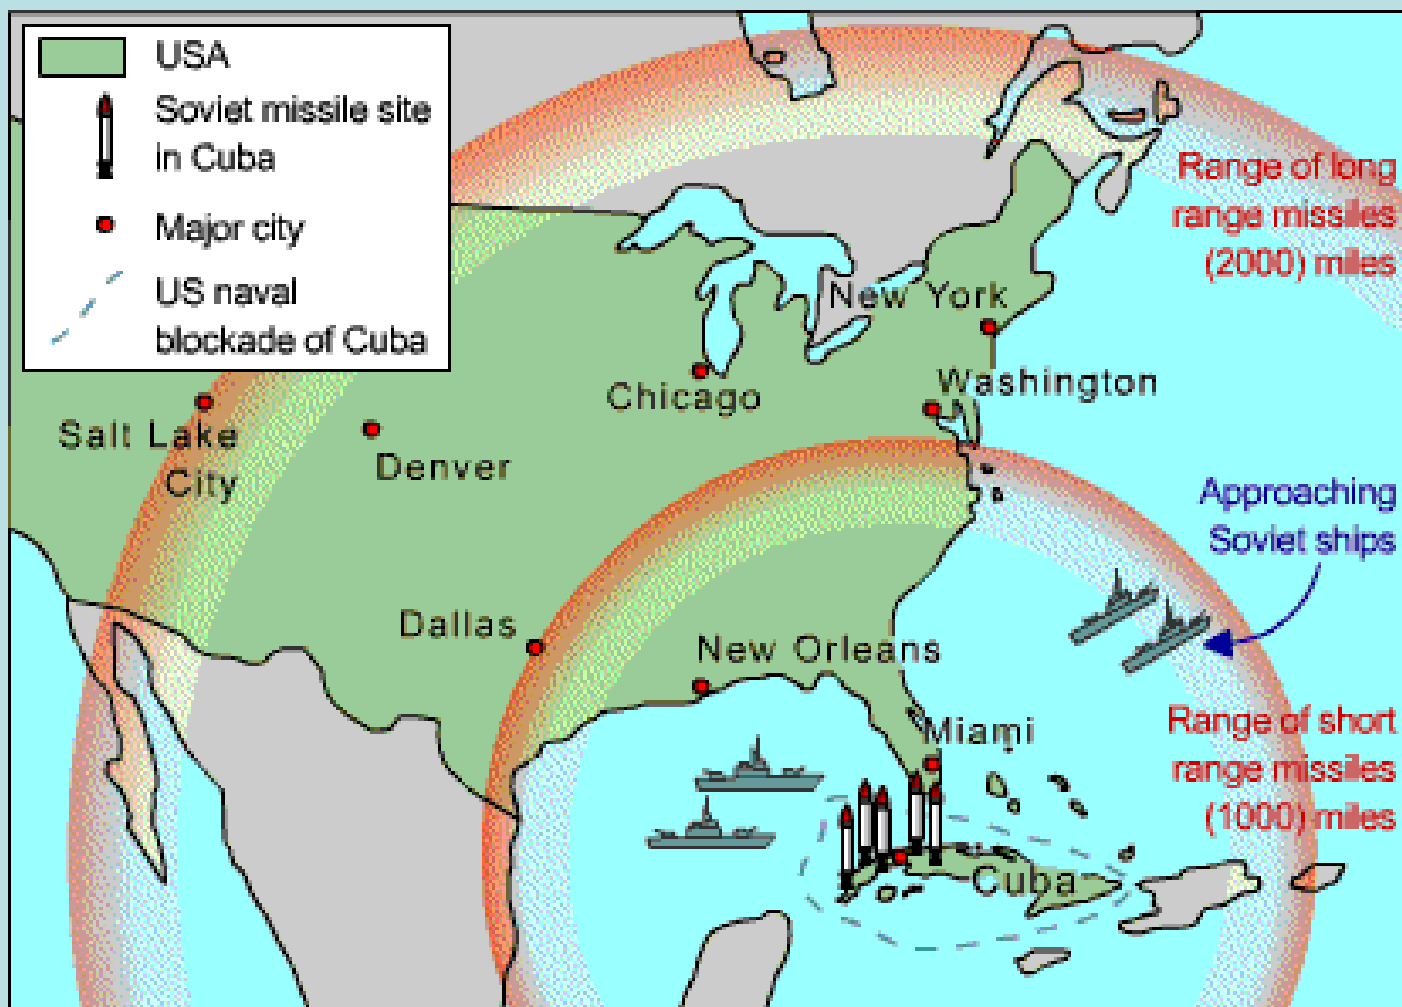 USA
Soviet missile site
in Cuba
Major city
US naval
blockade of Cuba
Range of long
range missiles
(2000) miles
New York
Washington
Chicago
Salt Lake
City
Denver
Approaching
Soviet ships
Dallas
New Orleans
Miami
Range of short
range missiles
(1000) miles
Cuba